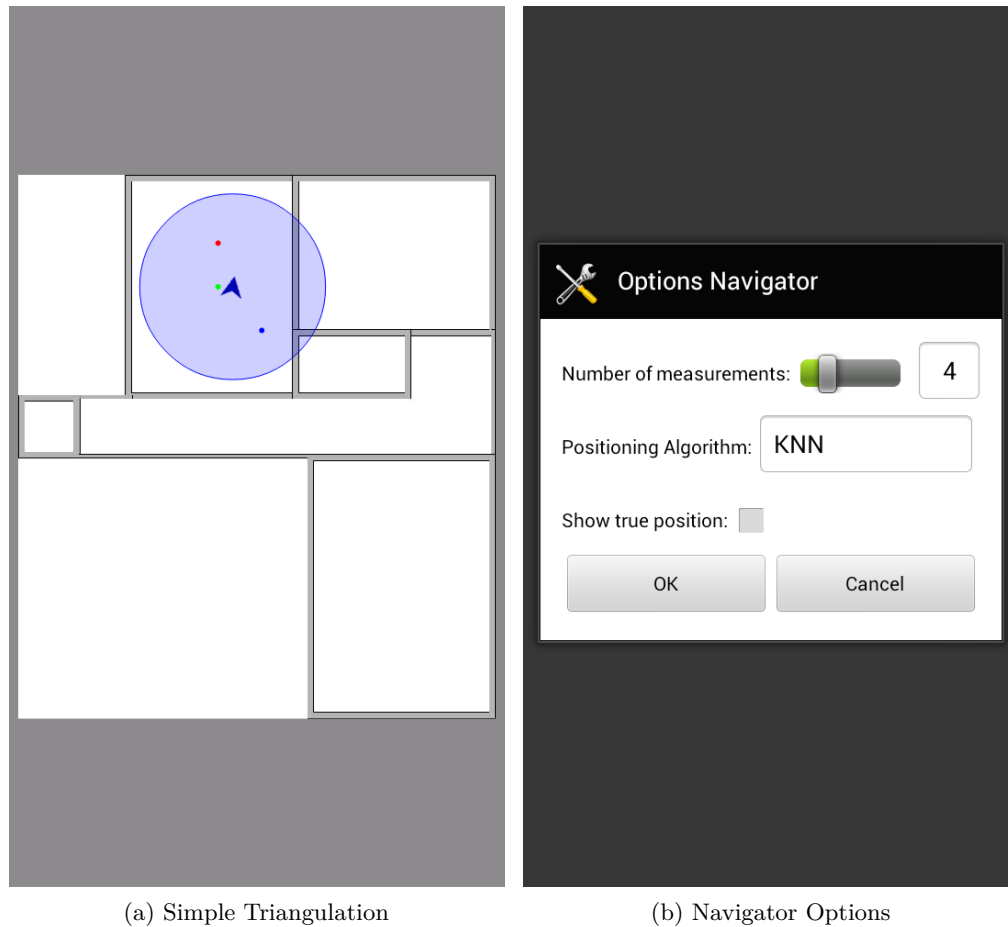 Options Navigator
Number of measurements: 4
Positioning Algorithm: KNN
Show true position:
OK Cancel
(a) Simple Triangulation (b) Navigator Options